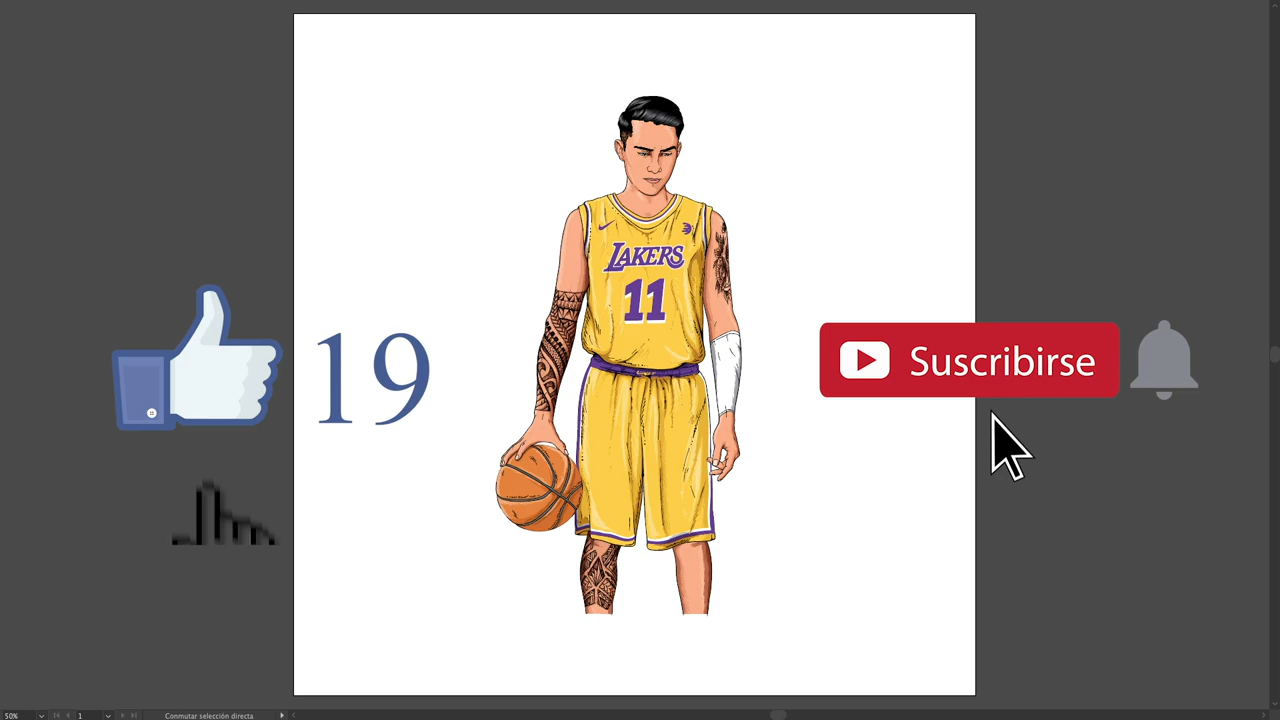 LAKERS
11
19
Suscribirse
50%
1
Conmutar selección directa